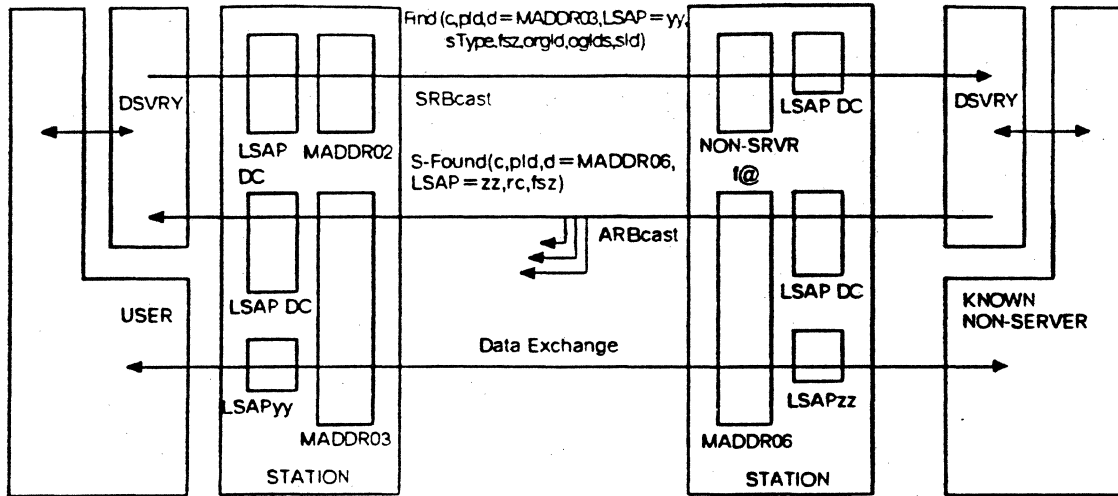 Find (c,pld,d=MADDR03,LSAP=yy,
sType,fsz,orgId,ogIds,sId)
DSVRY
SRBcast
LSAP DC
DSVRY
LSAP
DC
MADDR02
NON-SRVR
f@
S-Found(c,pld,d=MADDR06,
LSAP=zz,rc,fsz)
ARBcast
LSAP DC
LSAP DC
USER
KNOWN
NON-SERVER
Data Exchange
LSAPyy
LSAPzz
MADDR03
MADDR06
STATION
STATION